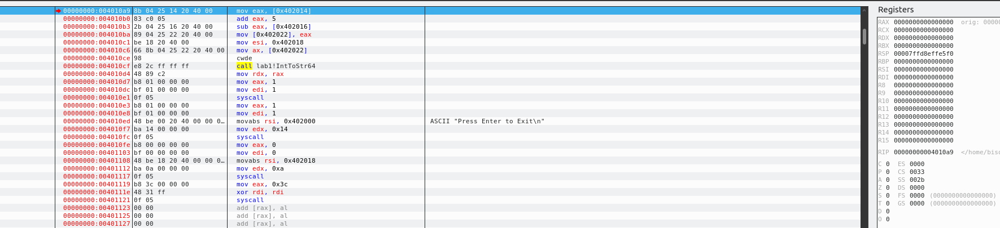 00000000:004010a9 8b 04 25 14 20 40 00 mov eax, [0x402014]
00000000:004010b0 83 c0 05 add eax, 5
00000000:004010b3 2b 04 25 16 20 40 00 sub eax, [0x402016]
00000000:004010ba 89 04 25 22 20 40 00 mov [0x402022], eax
00000000:004010c1 be 18 20 40 00 mov esi, 0x402018
00000000:004010c6 66 8b 04 25 22 20 40 00 mov ax, [0x402022]
00000000:004010ce 98 cwde
00000000:004010cf e8 2c ff ff ff call lab1!IntToStr64
00000000:004010d4 48 89 c2 mov rdx, rax
00000000:004010d7 b8 01 00 00 00 mov eax, 1
00000000:004010dc bf 01 00 00 00 mov edi, 1
00000000:004010e1 0f 05 syscall
00000000:004010e3 b8 01 00 00 00 mov eax, 1
00000000:004010e8 bf 01 00 00 00 mov edi, 1
00000000:004010ed 48 be 00 20 40 00 00 0… movabs rsi, 0x402000 ASCII "Press Enter to Exit\n"
00000000:004010f7 ba 14 00 00 00 mov edx, 0x14
00000000:004010fc 0f 05 syscall
00000000:004010fe b8 00 00 00 00 mov eax, 0
00000000:00401103 bf 00 00 00 00 mov edi, 0
00000000:00401108 48 be 18 20 40 00 00 0… movabs rsi, 0x402018
00000000:00401112 ba 0a 00 00 00 mov edx, 0xa
00000000:00401117 0f 05 syscall
00000000:00401119 b8 3c 00 00 00 mov eax, 0x3c
00000000:0040111e 48 31 ff xor rdi, rdi
00000000:00401121 0f 05 syscall
00000000:00401123 00 00 add [rax], al
00000000:00401125 00 00 add [rax], al
00000000:00401127 00 00 add [rax], al
Registers
RAX 0000000000000000 orig: 00000
RCX 0000000000000000
RDX 0000000000000000
RBX 0000000000000000
RSP 00007ffd8effe5f0
RBP 0000000000000000
RSI 0000000000000000
RDI 0000000000000000
R8 0000000000000000
R9 0000000000000000
R10 0000000000000000
R11 0000000000000000
R12 0000000000000000
R13 0000000000000000
R14 0000000000000000
R15 0000000000000000
RIP 00000000004010a9 </home/bisc
C 0 ES 0000
P 0 CS 0033
A 0 SS 002b
Z 0 DS 0000
S 0 FS 0000 (0000000000000000)
T 0 GS 0000 (0000000000000000)
D 0
O 0